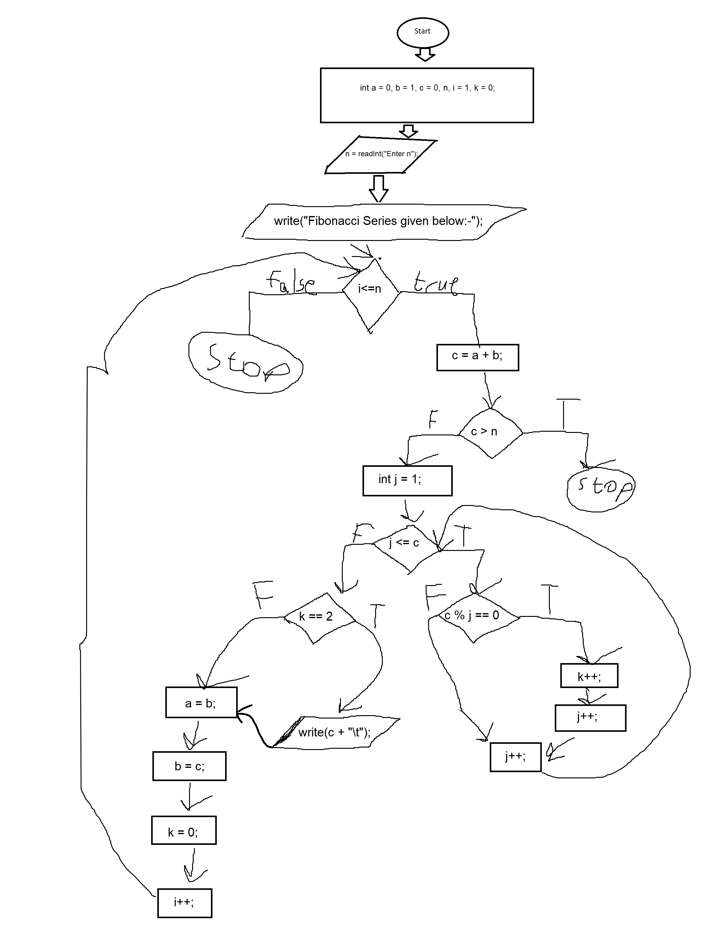 Start
int a = 0, b = 1, c = 0, n, i = 1, k = 0;
n = readInt("Enter n");
write("Fibonacci Series given below:-");
False
i<=n
true
Stop
c = a + b;
F
c > n
T
int j = 1;
stop
F
j <= c
T
F
k == 2
T
F
c % j == 0
T
k++;
a = b;
j++;
write(c + "\t");
j++;
b = c;
k = 0;
i++;